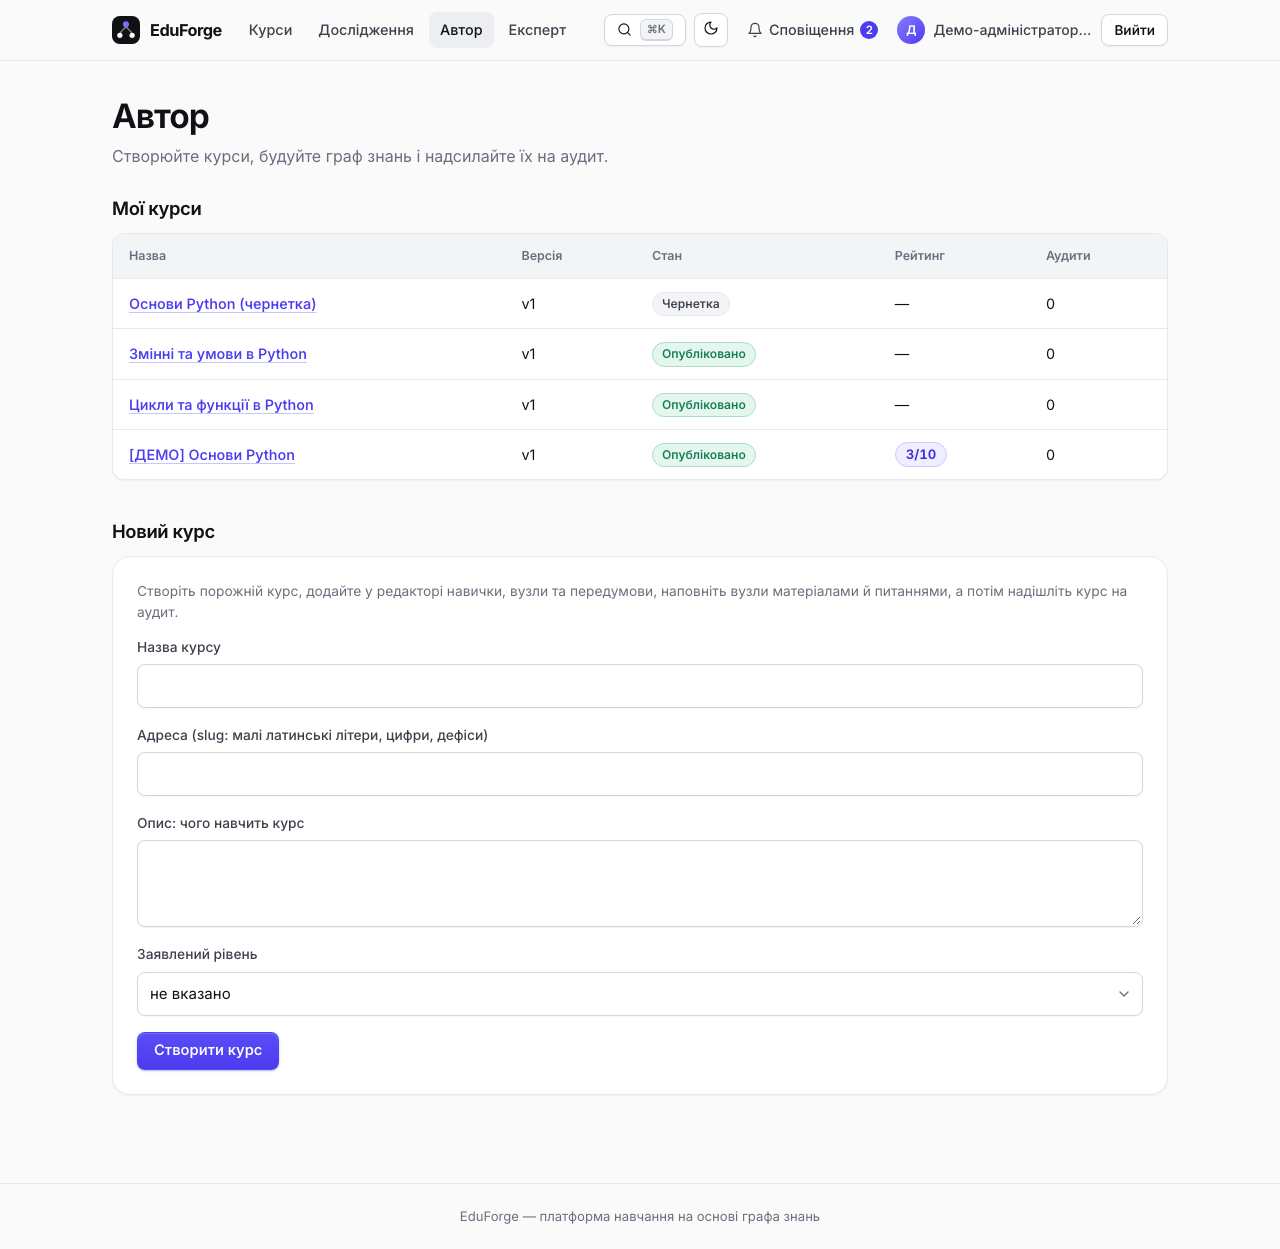 EduForge Курси Дослідження Автор Експерт ⌘K Сповіщення 2 Д Демо-адміністратор... Вийти
Автор
Створюйте курси, будуйте граф знань і надсилайте їх на аудит.
Мої курси
Назва Версія Стан Рейтинг Аудити
Основи Python (чернетка) v1 Чернетка — 0
Змінні та умови в Python v1 Опубліковано — 0
Цикли та функції в Python v1 Опубліковано — 0
[ДЕМО] Основи Python v1 Опубліковано 3/10 0
Новий курс
Створіть порожній курс, додайте у редакторі навички, вузли та передумови, наповніть вузли матеріалами й питаннями, а потім надішліть курс на
аудит.
Назва курсу
Адреса (slug: малі латинські літери, цифри, дефіси)
Опис: чого навчить курс
Заявлений рівень
не вказано
Створити курс
EduForge — платформа навчання на основі графа знань